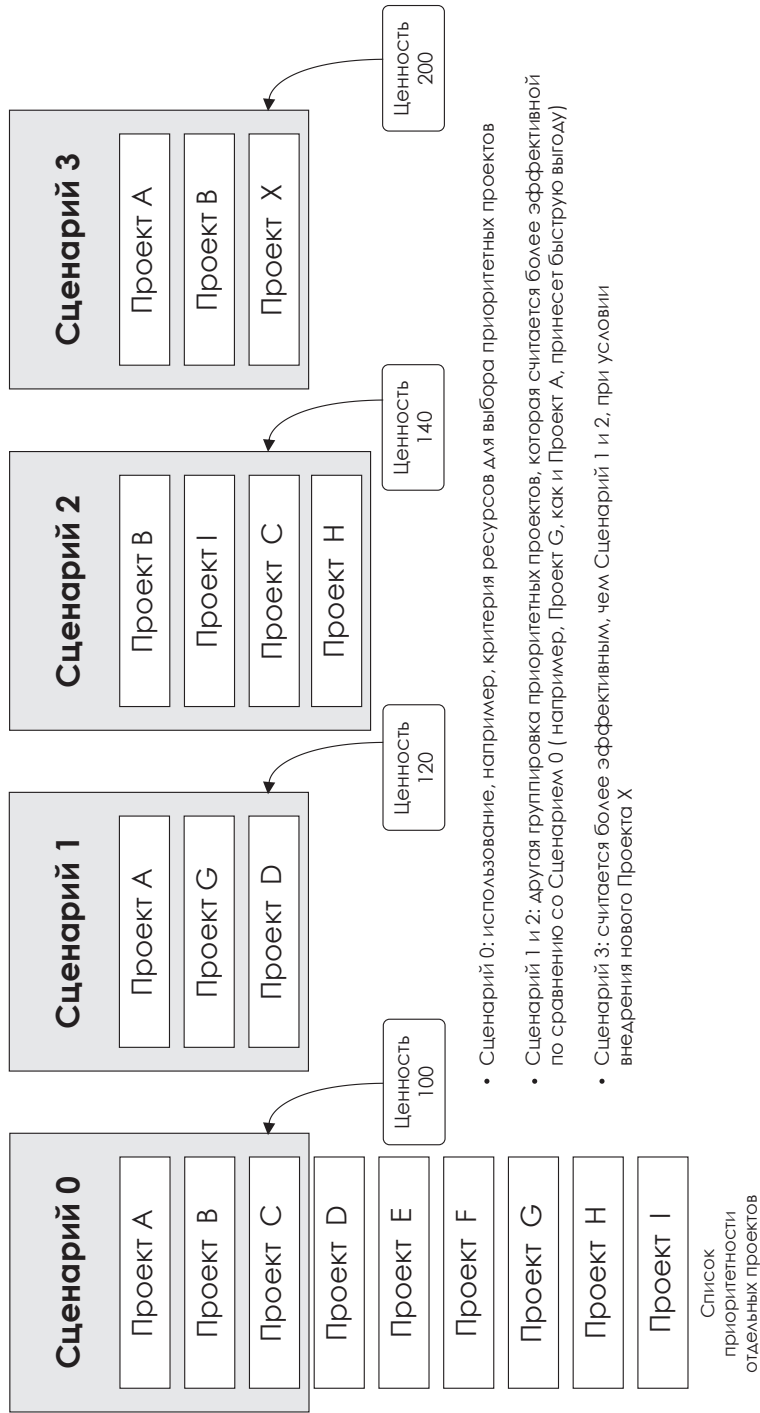 Сценарий 0
Проект A
Проект B
Проект C
Проект D
Проект E
Проект F
Проект G
Проект H
Проект I
Список
приоритетности
отдельных проектов
Ценность
100
Сценарий 1
Проект A
Проект G
Проект D
Ценность
120
Сценарий 2
Проект B
Проект I
Проект C
Проект H
Ценность
140
Сценарий 3
Проект A
Проект B
Проект X
Ценность
200
• Сценарий 0: использование, например, критерия ресурсов для выбора приоритетных проектов
• Сценарий 1 и 2: другая группировка приоритетных проектов, которая считается более эффективной
по сравнению со Сценарием 0 ( например, Проект G, как и Проект A, принесет быструю выгоду)
• Сценарий 3: считается более эффективным, чем Сценарий 1 и 2, при условии
внедрения нового Проекта X